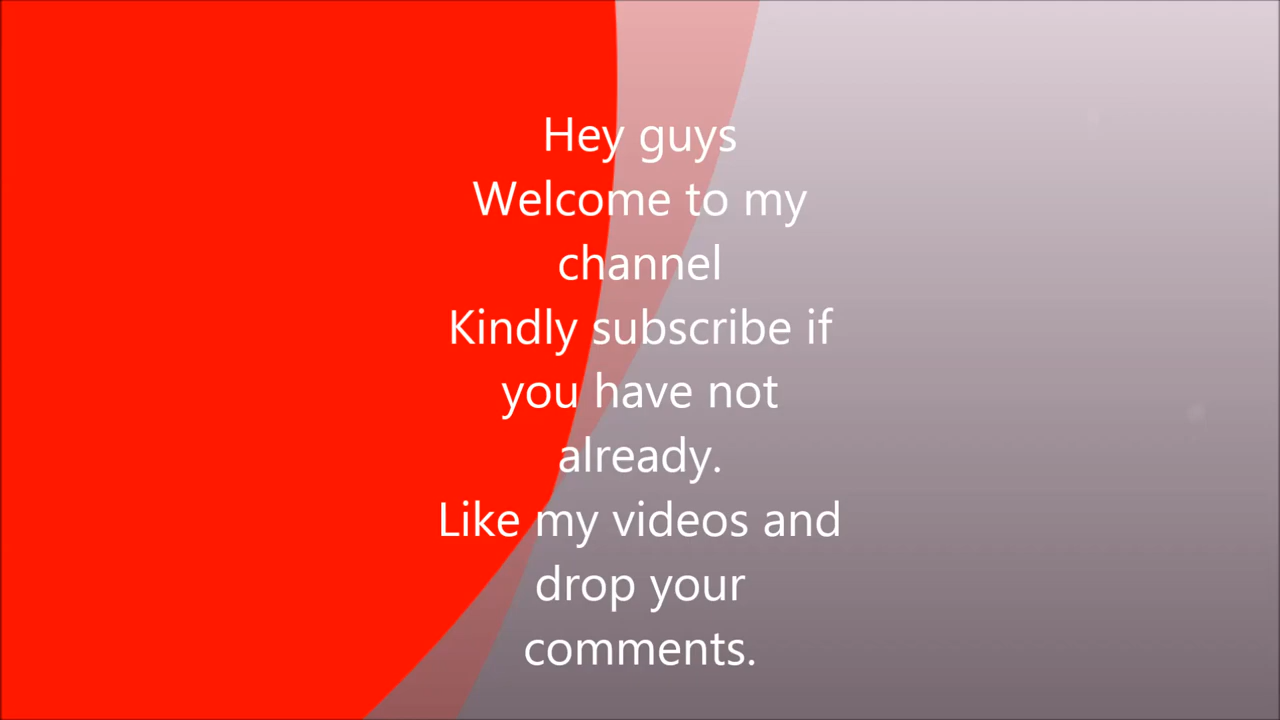 Hey guys
Welcome to my
channel
Kindly subscribe if
you have not
already.
Like my videos and
drop your
comments.